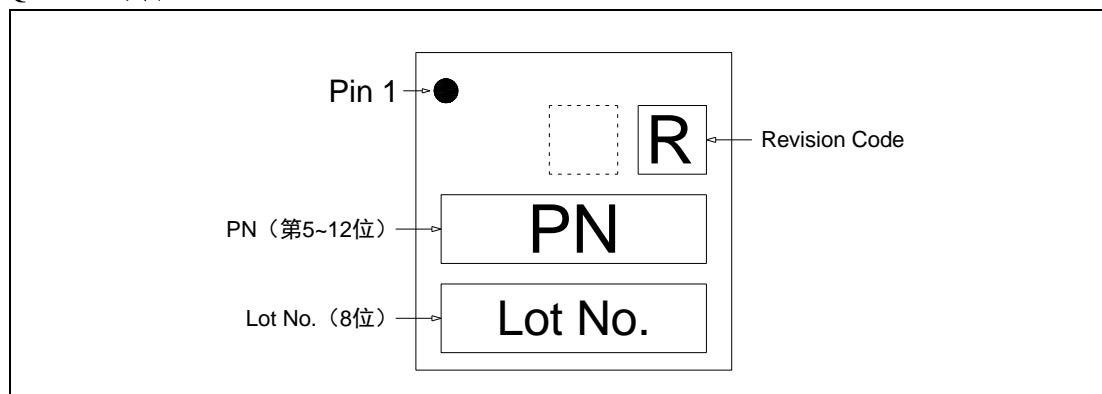 Pin 1
R
Revision Code
PN（第5~12位）
PN
Lot No.（8位）
Lot No.